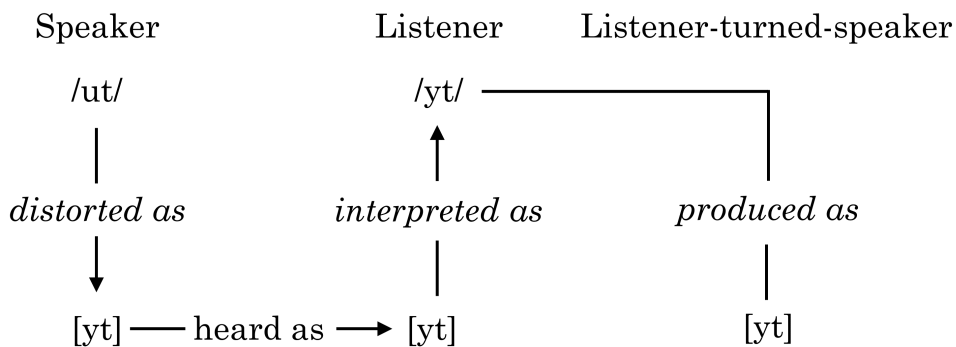 Speaker Listener Listener-turned-speaker
/ut/ /yt/
distorted as interpreted as produced as
[yt] heard as [yt] [yt]